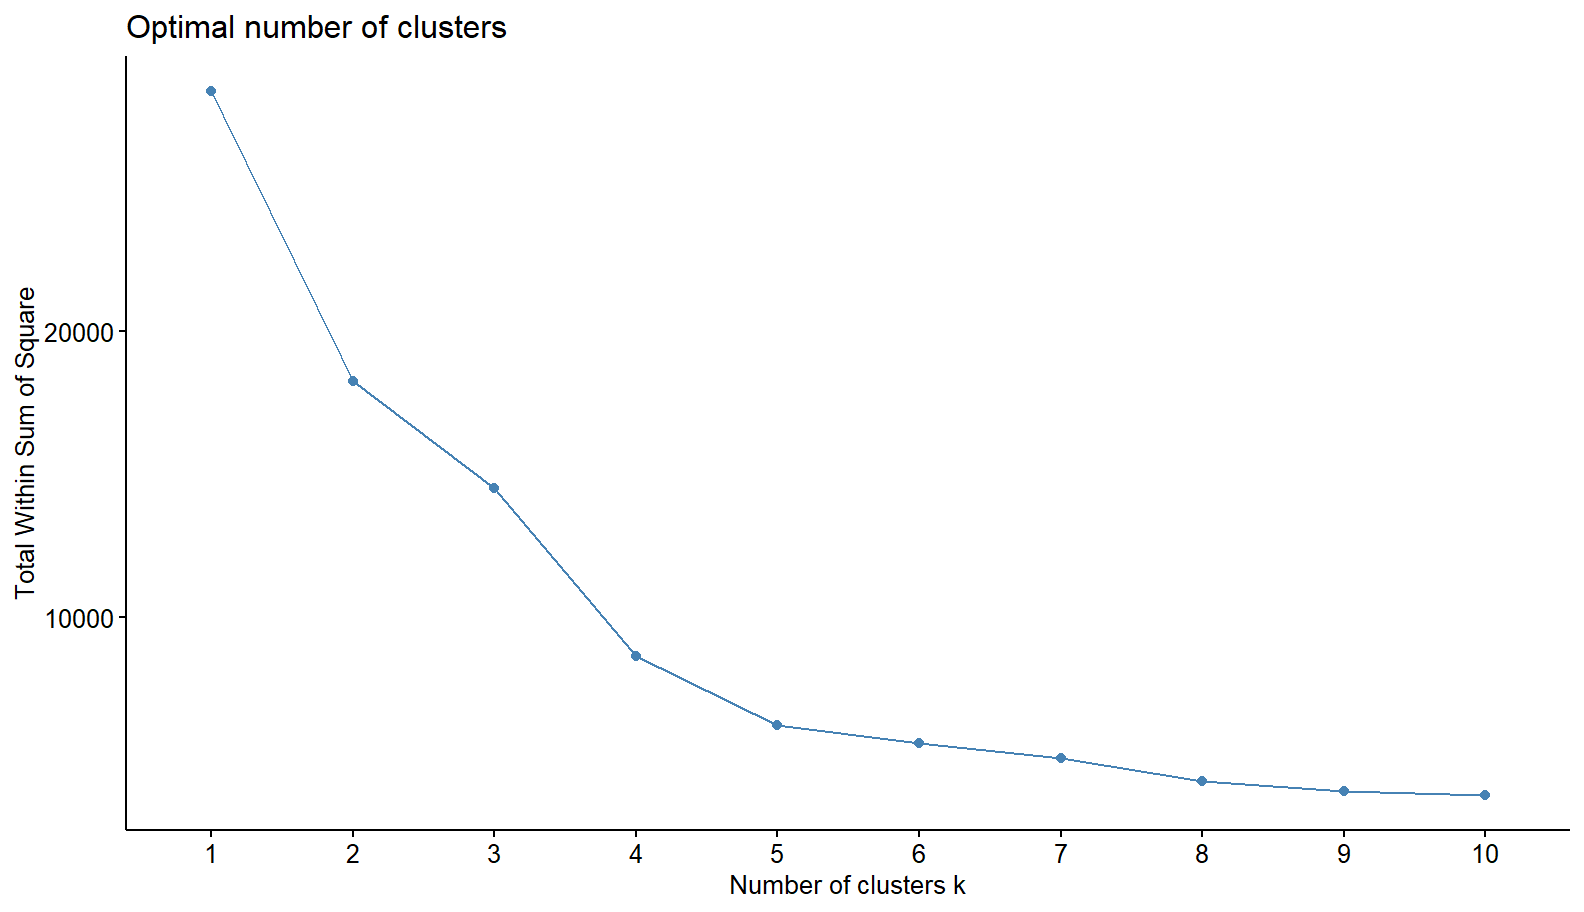 Optimal number of clusters
Total Within Sum of Square
20000
10000
1 2 3 4 5 6 7 8 9 10
Number of clusters k